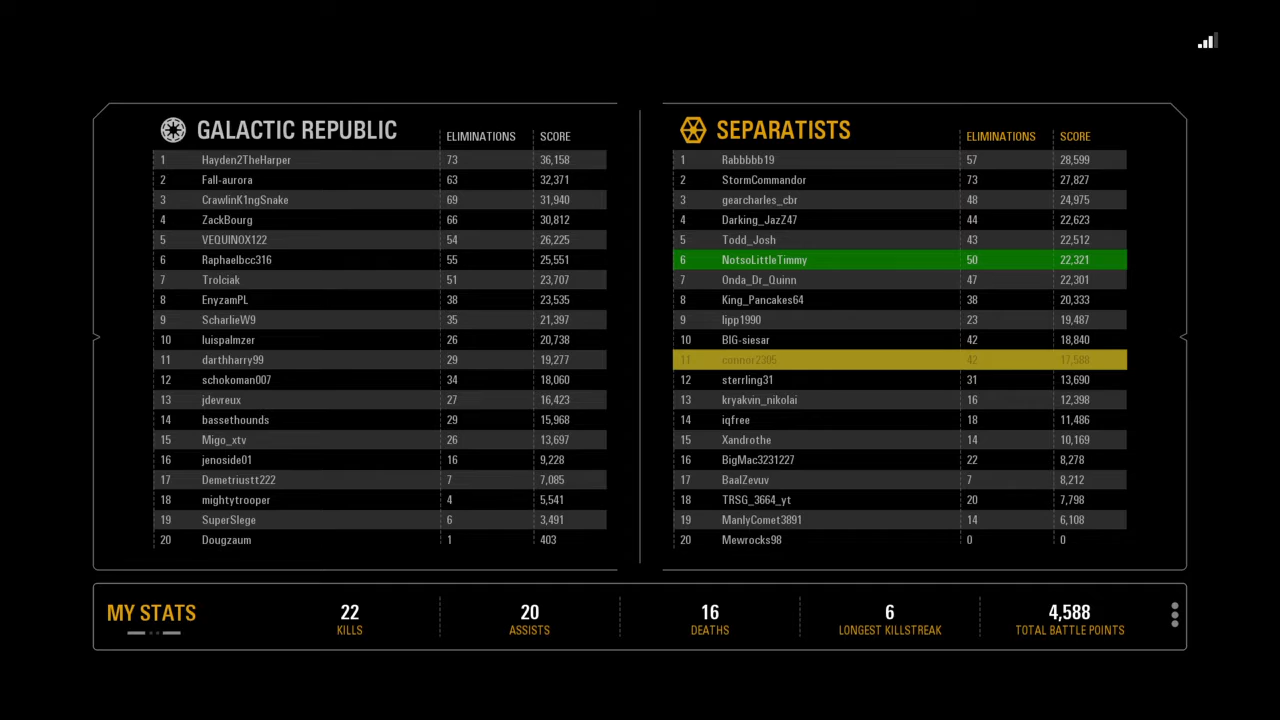 GALACTIC REPUBLIC ELIMINATIONS SCORE
1 Hayden2TheHarper 73 36,158
2 Fall-aurora 63 32,371
3 CrawlinK1ngSnake 69 31,940
4 ZackBourg 66 30,812
5 VEQUINOX122 54 26,225
6 Raphaelbcc316 55 25,551
7 Trolciak 51 23,707
8 EnyzamPL 38 23,535
9 ScharlieW9 35 21,397
10 luispalmzer 26 20,738
11 darthharry99 29 19,277
12 schokoman007 34 18,060
13 jdevreux 27 16,423
14 bassethounds 29 15,968
15 Migo_xtv 26 13,697
16 jenoside01 16 9,228
17 Demetriustt222 7 7,085
18 mightytrooper 4 5,541
19 SuperSlege 6 3,491
20 Dougzaum 1 403
SEPARATISTS ELIMINATIONS SCORE
1 Rabbbbb19 57 28,599
2 StormCommandor 73 27,827
3 gearcharles_cbr 48 24,975
4 Darking_JazZ47 44 22,623
5 Todd_Josh 43 22,512
6 NotsoLittleTimmy 50 22,321
7 Onda_Dr_Quinn 47 22,301
8 King_Pancakes64 38 20,333
9 lipp1990 23 19,487
10 BIG-siesar 42 18,840
11 connor2305 42 17,588
12 sterrling31 31 13,690
13 kryakvin_nikolai 16 12,398
14 iqfree 18 11,486
15 Xandrothe 14 10,169
16 BigMac3231227 22 8,278
17 BaalZevuv 7 8,212
18 TRSG_3664_yt 20 7,798
19 ManlyComet3891 14 6,108
20 Mewrocks98 0 0
MY STATS
22 KILLS
20 ASSISTS
16 DEATHS
6 LONGEST KILLSTREAK
4,588 TOTAL BATTLE POINTS